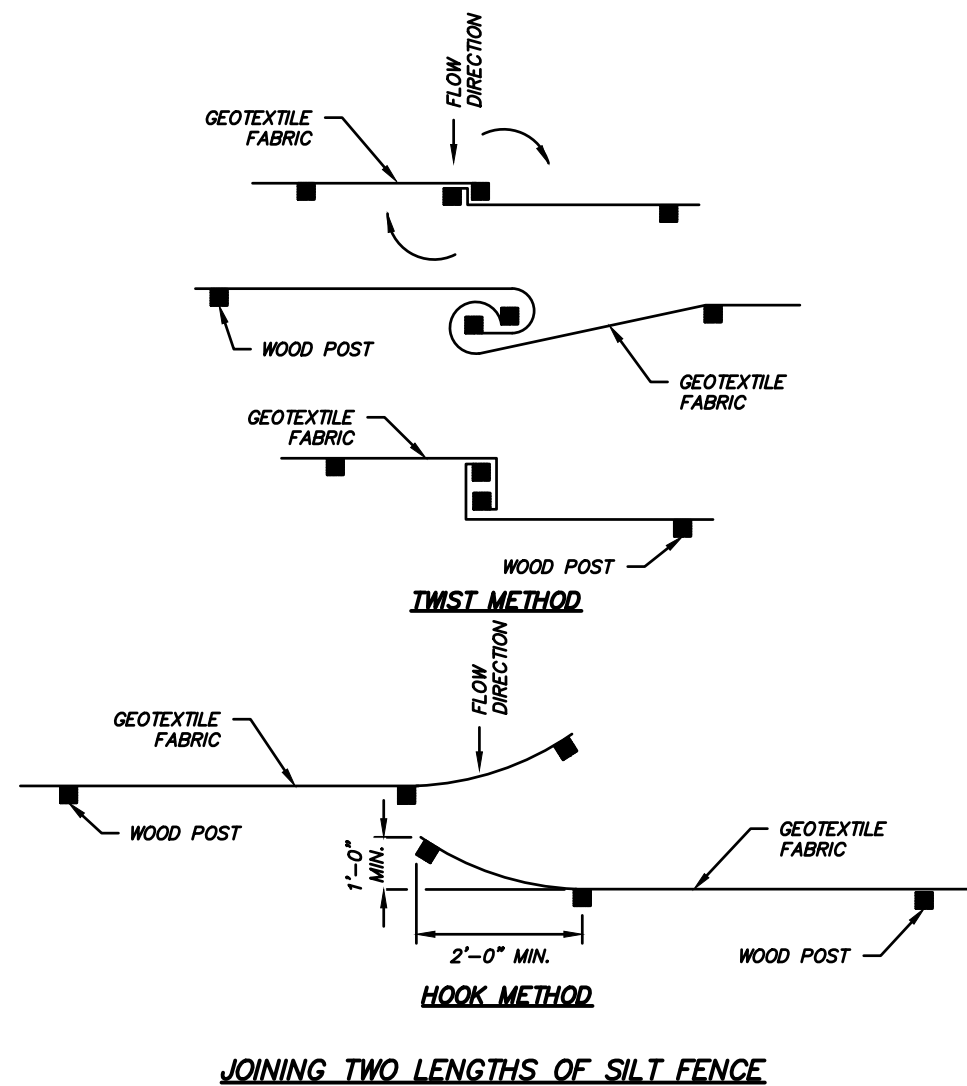 FLOW
DIRECTION
GEOTEXTILE
FABRIC
WOOD POST
GEOTEXTILE
FABRIC
GEOTEXTILE
FABRIC
WOOD POST
TWIST METHOD
FLOW
DIRECTION
GEOTEXTILE
FABRIC
WOOD POST
GEOTEXTILE
FABRIC
1'-0"
MIN.
2'-0" MIN.
WOOD POST
HOOK METHOD
JOINING TWO LENGTHS OF SILT FENCE